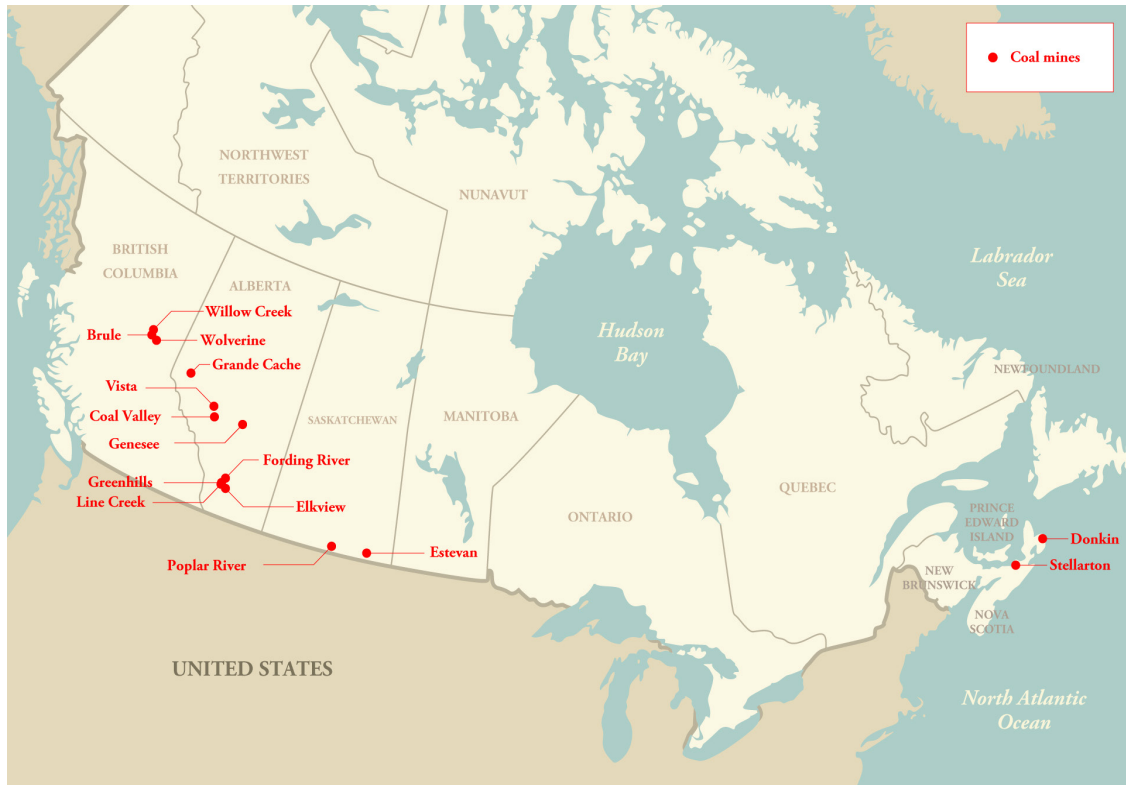 Coal mines
NORTHWEST
TERRITORIES
NUNAVUT
BRITISH
COLUMBIA
ALBERTA
Labrador
Sea
Willow Creek
Brule
Wolverine
Hudson
Bay
Grande Cache
NEWFOUNDLAND
Vista
Coal Valley
SASKATCHEWAN
MANITOBA
Genesee
Fording River
Greenhills
Line Creek
Elkview
QUEBEC
ONTARIO
PRINCE
EDWARD
ISLAND
Donkin
Estevan
Poplar River
Stellarton
NEW
BRUNSWICK
NOVA
SCOTIA
UNITED STATES
North Atlantic
Ocean